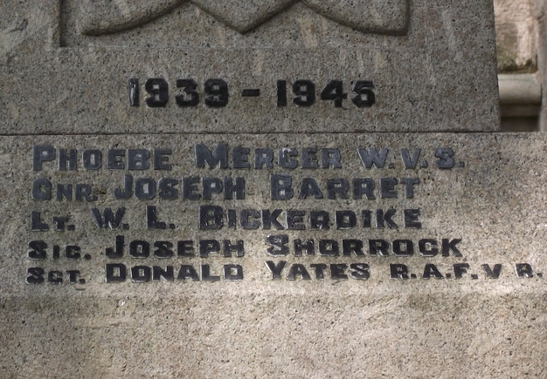 1939 - 1945
PHOEBE MERCER W.V.S.
GNR. JOSEPH BARRET
LT. W. L. BICKERDIKE
SIG. JOSEPH SHORROCK
SGT. DONALD YATES R.A.F.V.R.